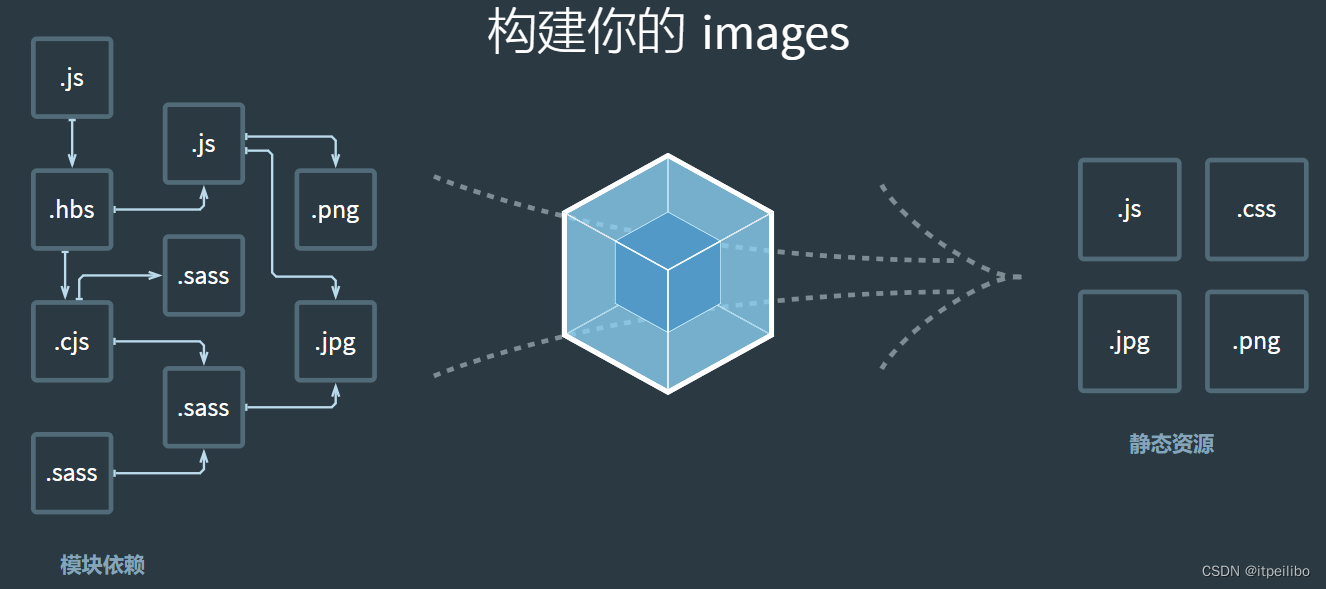 构建你的 images
.js
.js
.hbs
.png
.sass
.cjs
.jpg
.sass
.sass
模块依赖
.js
.css
.jpg
.png
静态资源
CSDN @itpeilibo